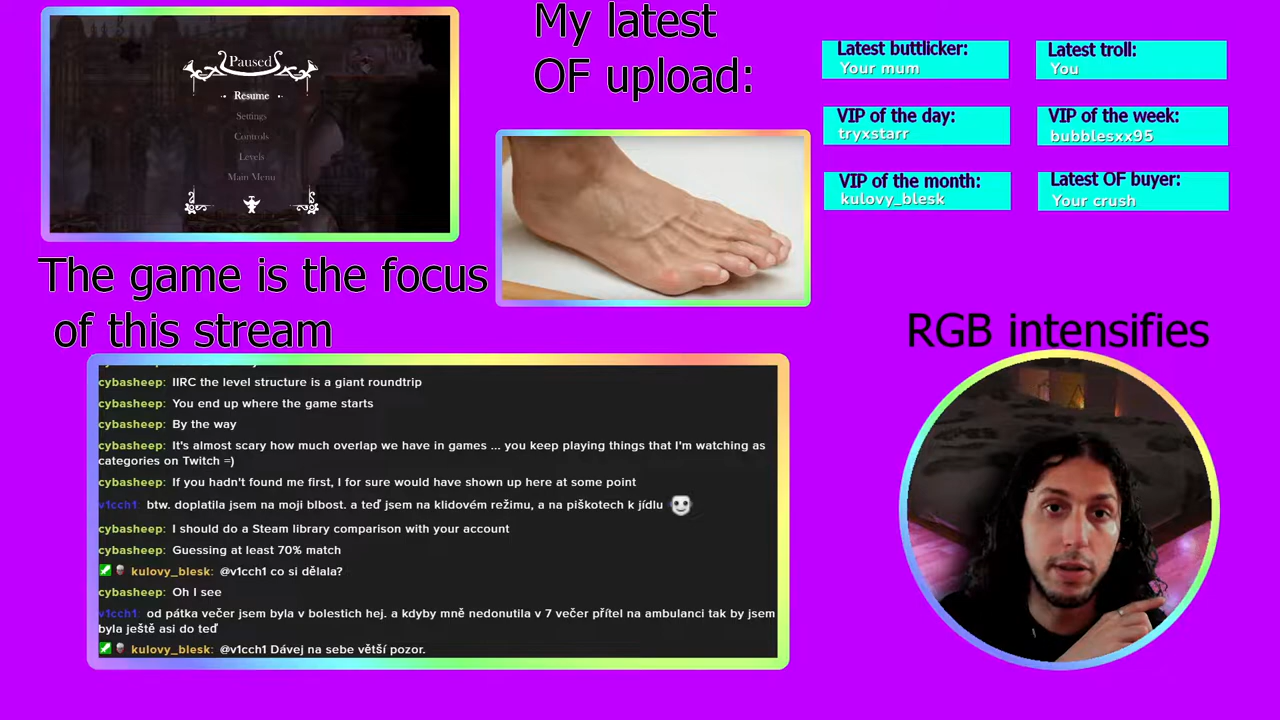 Paused
Resume
Settings
Controls
Levels
Main Menu
My latest
OF upload:
Latest buttlicker:
Your mum
Latest troll:
You
VIP of the day:
tryxstarr
VIP of the week:
bubblesxx95
VIP of the month:
kulovy_blesk
Latest OF buyer:
Your crush
The game is the focus
of this stream
cybasheep: IIRC the level structure is a giant roundtrip
cybasheep: You end up where the game starts
cybasheep: By the way
cybasheep: It's almost scary how much overlap we have in games ... you keep playing things that I'm watching as
categories on Twitch =)
cybasheep: If you hadn't found me first, I for sure would have shown up here at some point
v1cch1: btw. doplatila jsem na moji blbost. a teď jsem na klidovém režimu, a na piškotech k jídlu
cybasheep: I should do a Steam library comparison with your account
cybasheep: Guessing at least 70% match
kulovy_blesk: @v1cch1 co si dělala?
cybasheep: Oh I see
v1cch1: od pátka večer jsem byla v bolestich hej. a kdyby mně nedonutila v 7 večer přítel na ambulanci tak by jsem
byla ještě asi do teď
kulovy_blesk: @v1cch1 Dávej na sebe větší pozor.
RGB intensifies